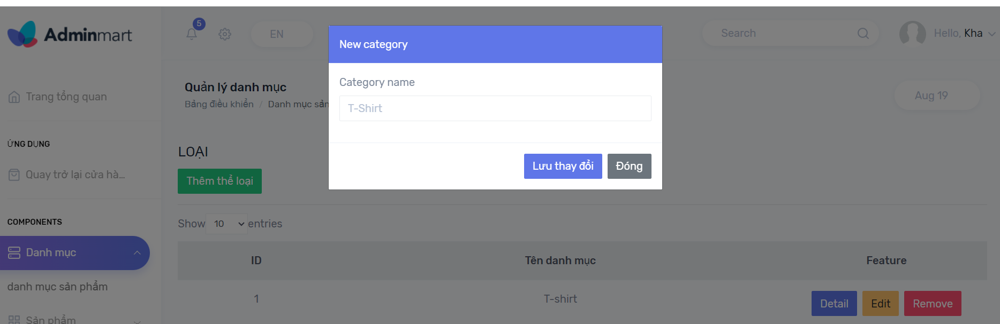 Adminmart
5
EN
Search
Hello, Kha
New category
Category name
T-Shirt
Lưu thay đổi
Đóng
Trang tổng quan
ỨNG DỤNG
Quay trở lại cửa hà...
COMPONENTS
Danh mục
danh mục sản phẩm
Sản phẩm
Quản lý danh mục
Bảng điều khiển / Danh mục sản
Aug 19
LOẠI
Thêm thể loại
Show 10 entries
ID Tên danh mục Feature
1 T-shirt Detail Edit Remove